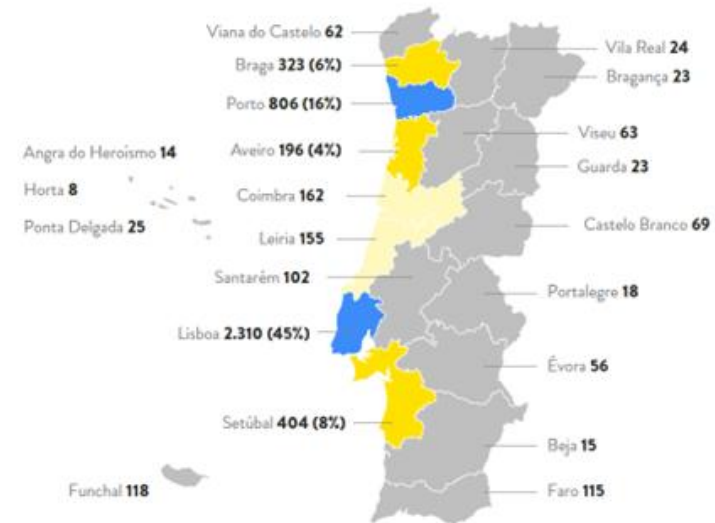 Viana do Castelo 62
Braga 323 (6%)
Porto 806 (16%)
Aveiro 196 (4%)
Coimbra 162
Leiria 155
Santarém 102
Lisboa 2.310 (45%)
Setúbal 404 (8%)
Angra do Heroísmo 14
Horta 8
Ponta Delgada 25
Funchal 118
Vila Real 24
Bragança 23
Viseu 63
Guarda 23
Castelo Branco 69
Portalegre 18
Évora 56
Beja 15
Faro 115